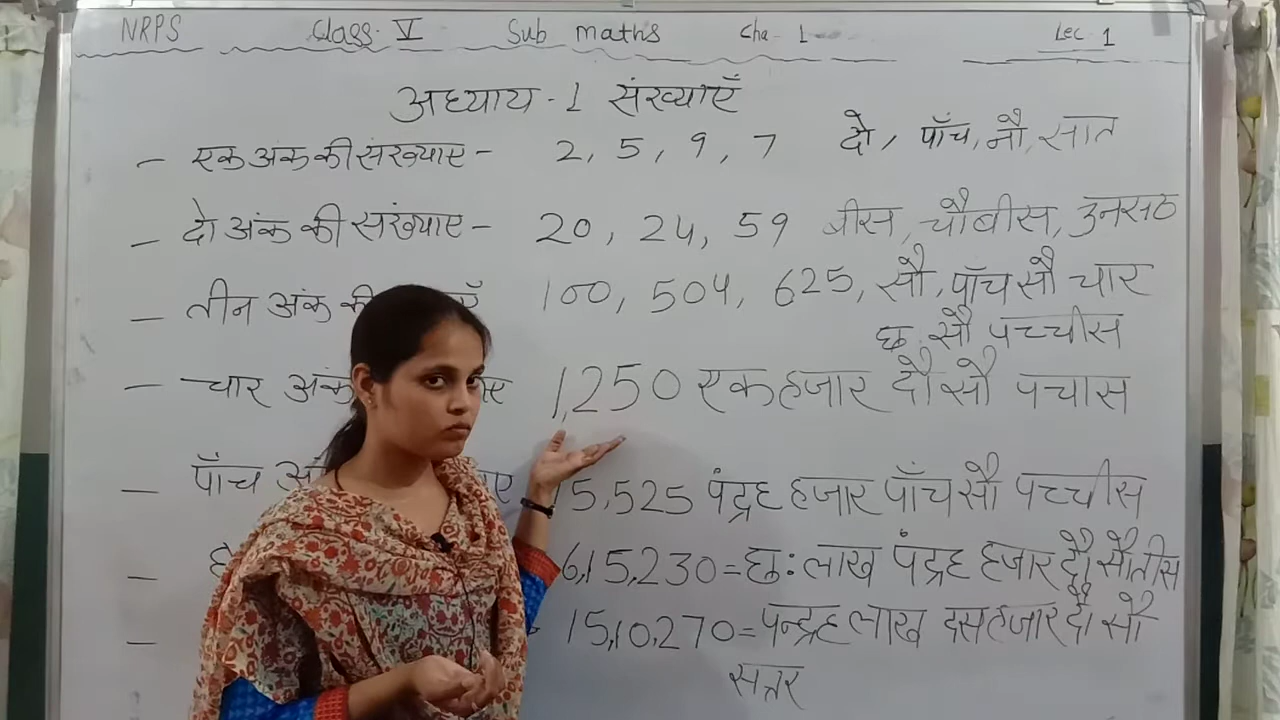 NRPS Class V Sub maths Cha- 1 Lec 1
अध्याय - 1 संख्याएँ
- एक अंक की संख्याए - 2, 5, 9, 7 दो, पाँच, नौ, सात
- दो अंक की संख्याए - 20, 24, 59 बीस, चौबीस, उनसठ
- तीन अंक की 100, 504, 625, सौ, पाँच सौ चार
छः सौ पच्चीस
- चार अंक 1,250 एक हजार दौ सौ पचास
- पाँच 15,525 पंद्रह हजार पाँच सौ पच्चीस
- 6,15,230 = छः लाख पंद्रह हजार दौ सौ तीस
- 15,10,270 = पन्द्रह लाख दस हजार दौ सौ
सत्तर